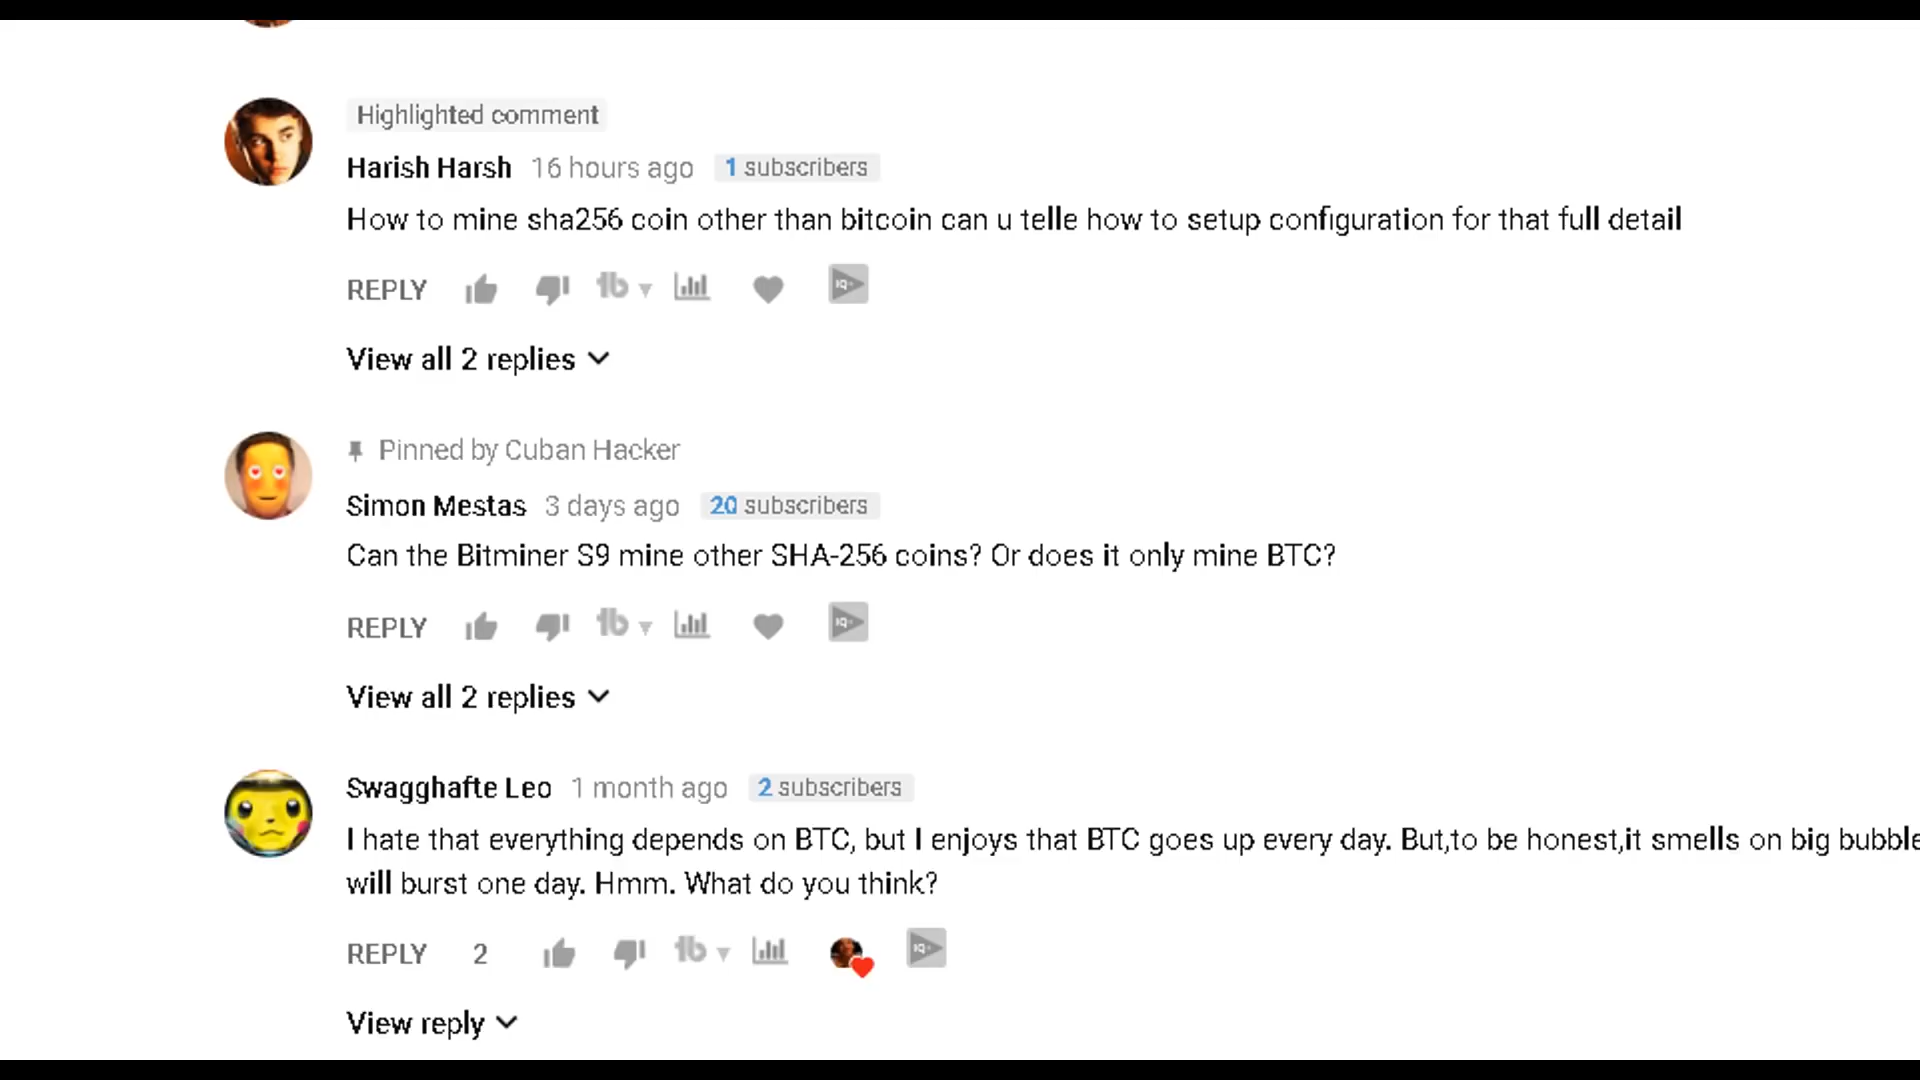 Highlighted comment
Harish Harsh 16 hours ago 1 subscribers
How to mine sha256 coin other than bitcoin can u telle how to setup configuration for that full detail
REPLY
View all 2 replies
Pinned by Cuban Hacker
Simon Mestas 3 days ago 20 subscribers
Can the Bitminer S9 mine other SHA-256 coins? Or does it only mine BTC?
REPLY
View all 2 replies
Swagghafte Leo 1 month ago 2 subscribers
I hate that everything depends on BTC, but I enjoys that BTC goes up every day. But,to be honest,it smells on big bubble
will burst one day. Hmm. What do you think?
REPLY 2
View reply